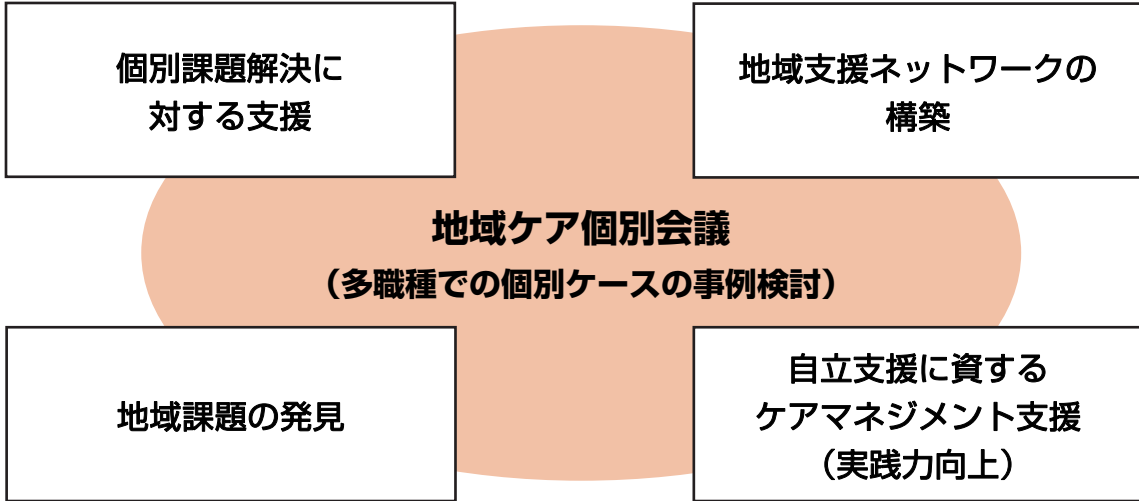 個別課題解決に
対する支援
地域支援ネットワークの
構築
地域ケア個別会議
（多職種での個別ケースの事例検討）
地域課題の発見
自立支援に資する
ケアマネジメント支援
（実践力向上）